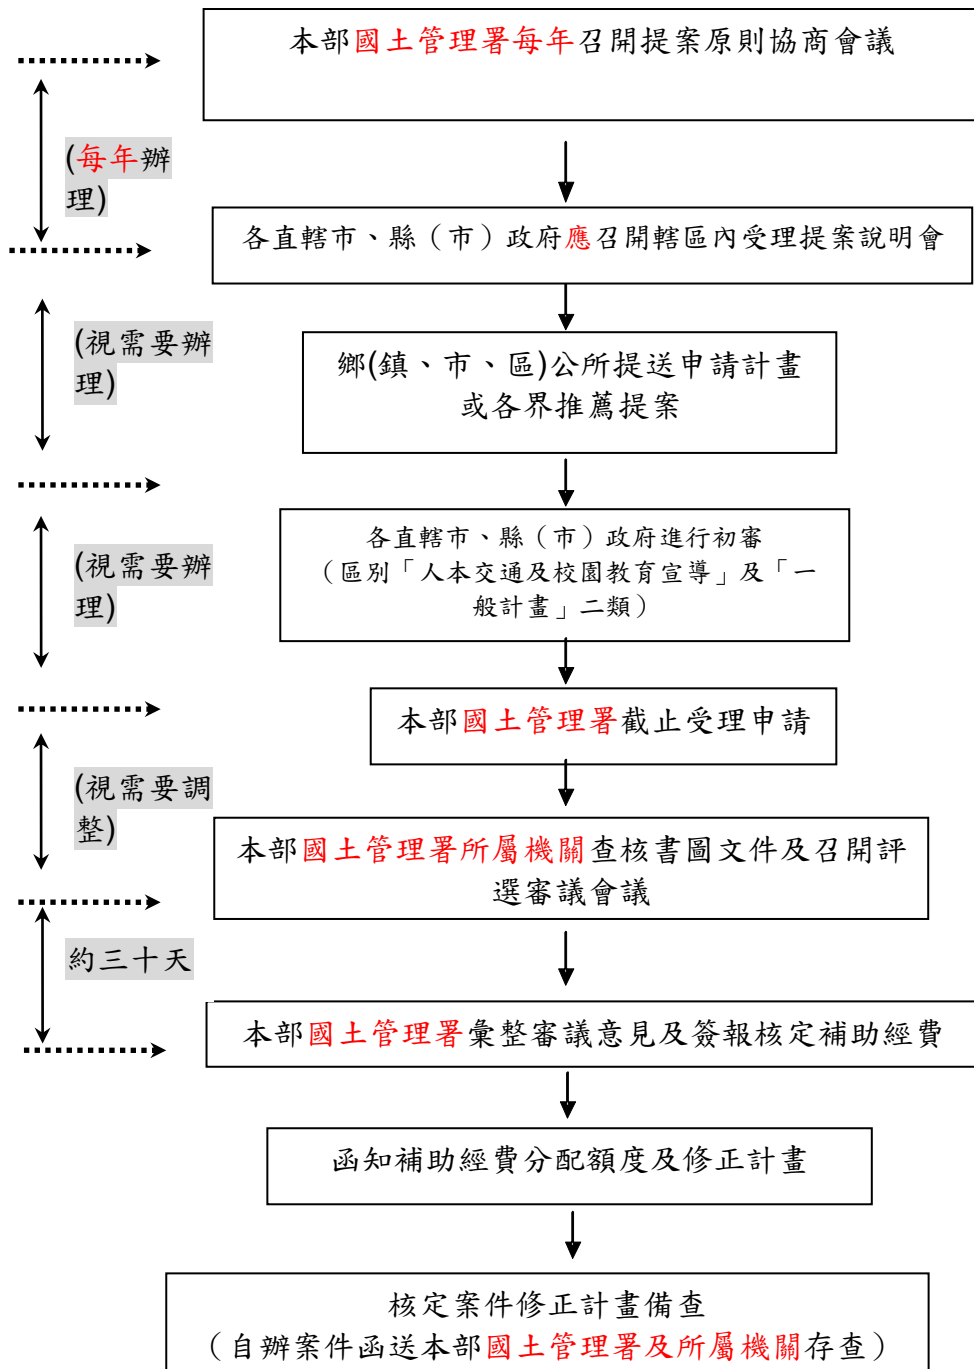 本部國土管理署每年召開提案原則協商會議
(每年辦
理)
各直轄市、縣（市）政府應召開轄區內受理提案說明會
(視需要辦
理)
鄉(鎮、市、區)公所提送申請計畫
或各界推薦提案
各直轄市、縣（市）政府進行初審
（區別「人本交通及校園教育宣導」及「一
般計畫」二類）
(視需要辦
理)
本部國土管理署截止受理申請
(視需要調
整)
本部國土管理署所屬機關查核書圖文件及召開評
選審議會議
約三十天
本部國土管理署彙整審議意見及簽報核定補助經費
函知補助經費分配額度及修正計畫
核定案件修正計畫備查
（自辦案件函送本部國土管理署及所屬機關存查）